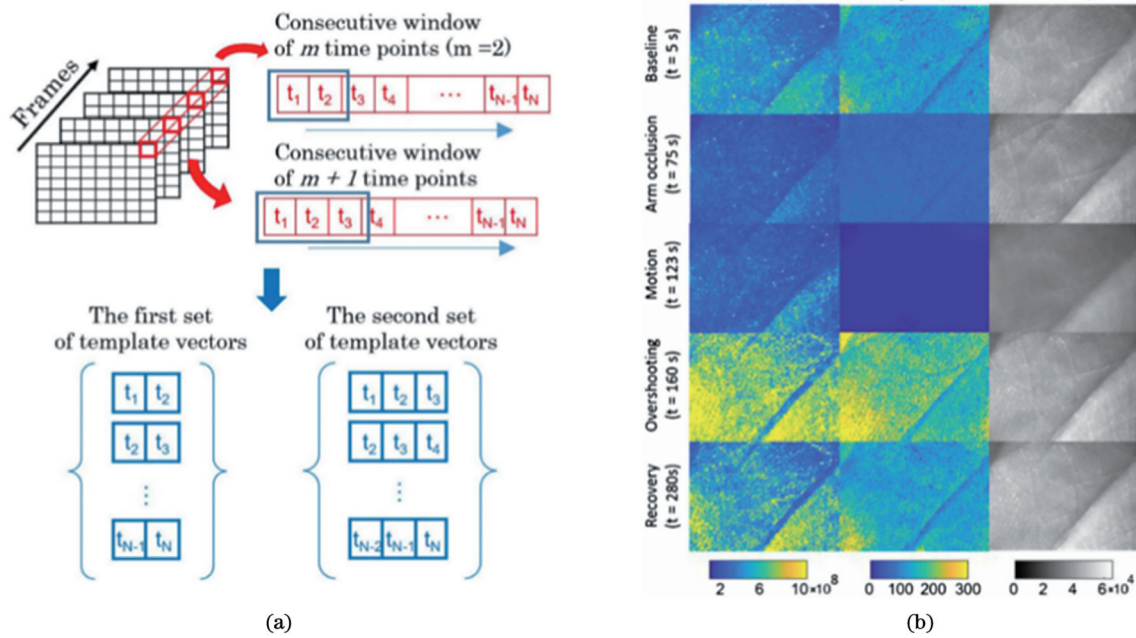 Frames
Consecutive window
of m time points (m =2)
t1 t2 t3 t4 ... tN-1 tN
Consecutive window
of m + 1 time points
t1 t2 t3 t4 ... tN-1 tN
The first set
of template vectors
t1 t2
t2 t3
⋮
tN-1 tN
The second set
of template vectors
t1 t2 t3
t2 t3 t4
⋮
tN-2 tN-1 tN
(a)
Baseline
(t = 5 s)
Arm occlusion
(t = 75 s)
Motion
(t = 123 s)
Overshooting
(t = 160 s)
Recovery
(t = 280s)
2 6 10×10^8
0 100 200 300
0 2 4 6×10^4
(b)